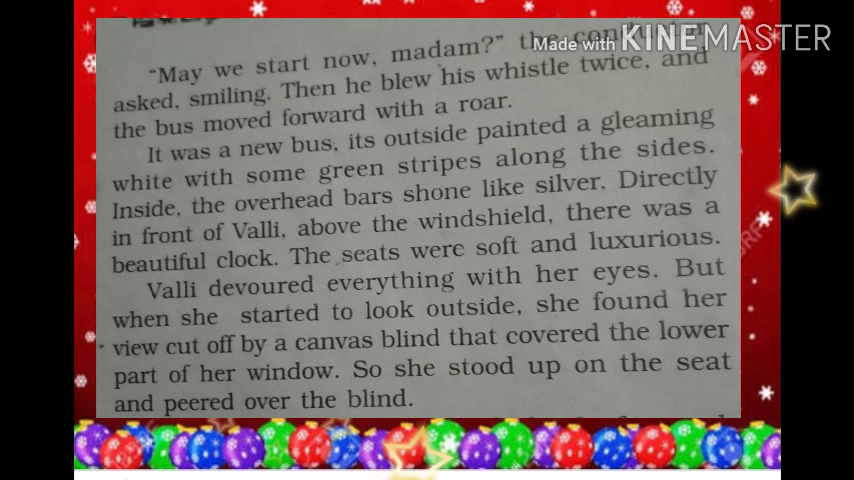 "May we start now, madam?" the conductor
Made with KINEMASTER
asked, smiling. Then he blew his whistle twice, and
the bus moved forward with a roar.
It was a new bus, its outside painted a gleaming
white with some green stripes along the sides.
Inside, the overhead bars shone like silver. Directly
in front of Valli, above the windshield, there was a
beautiful clock. The seats were soft and luxurious.
Valli devoured everything with her eyes. But
when she started to look outside, she found her
view cut off by a canvas blind that covered the lower
part of her window. So she stood up on the seat
and peered over the blind.